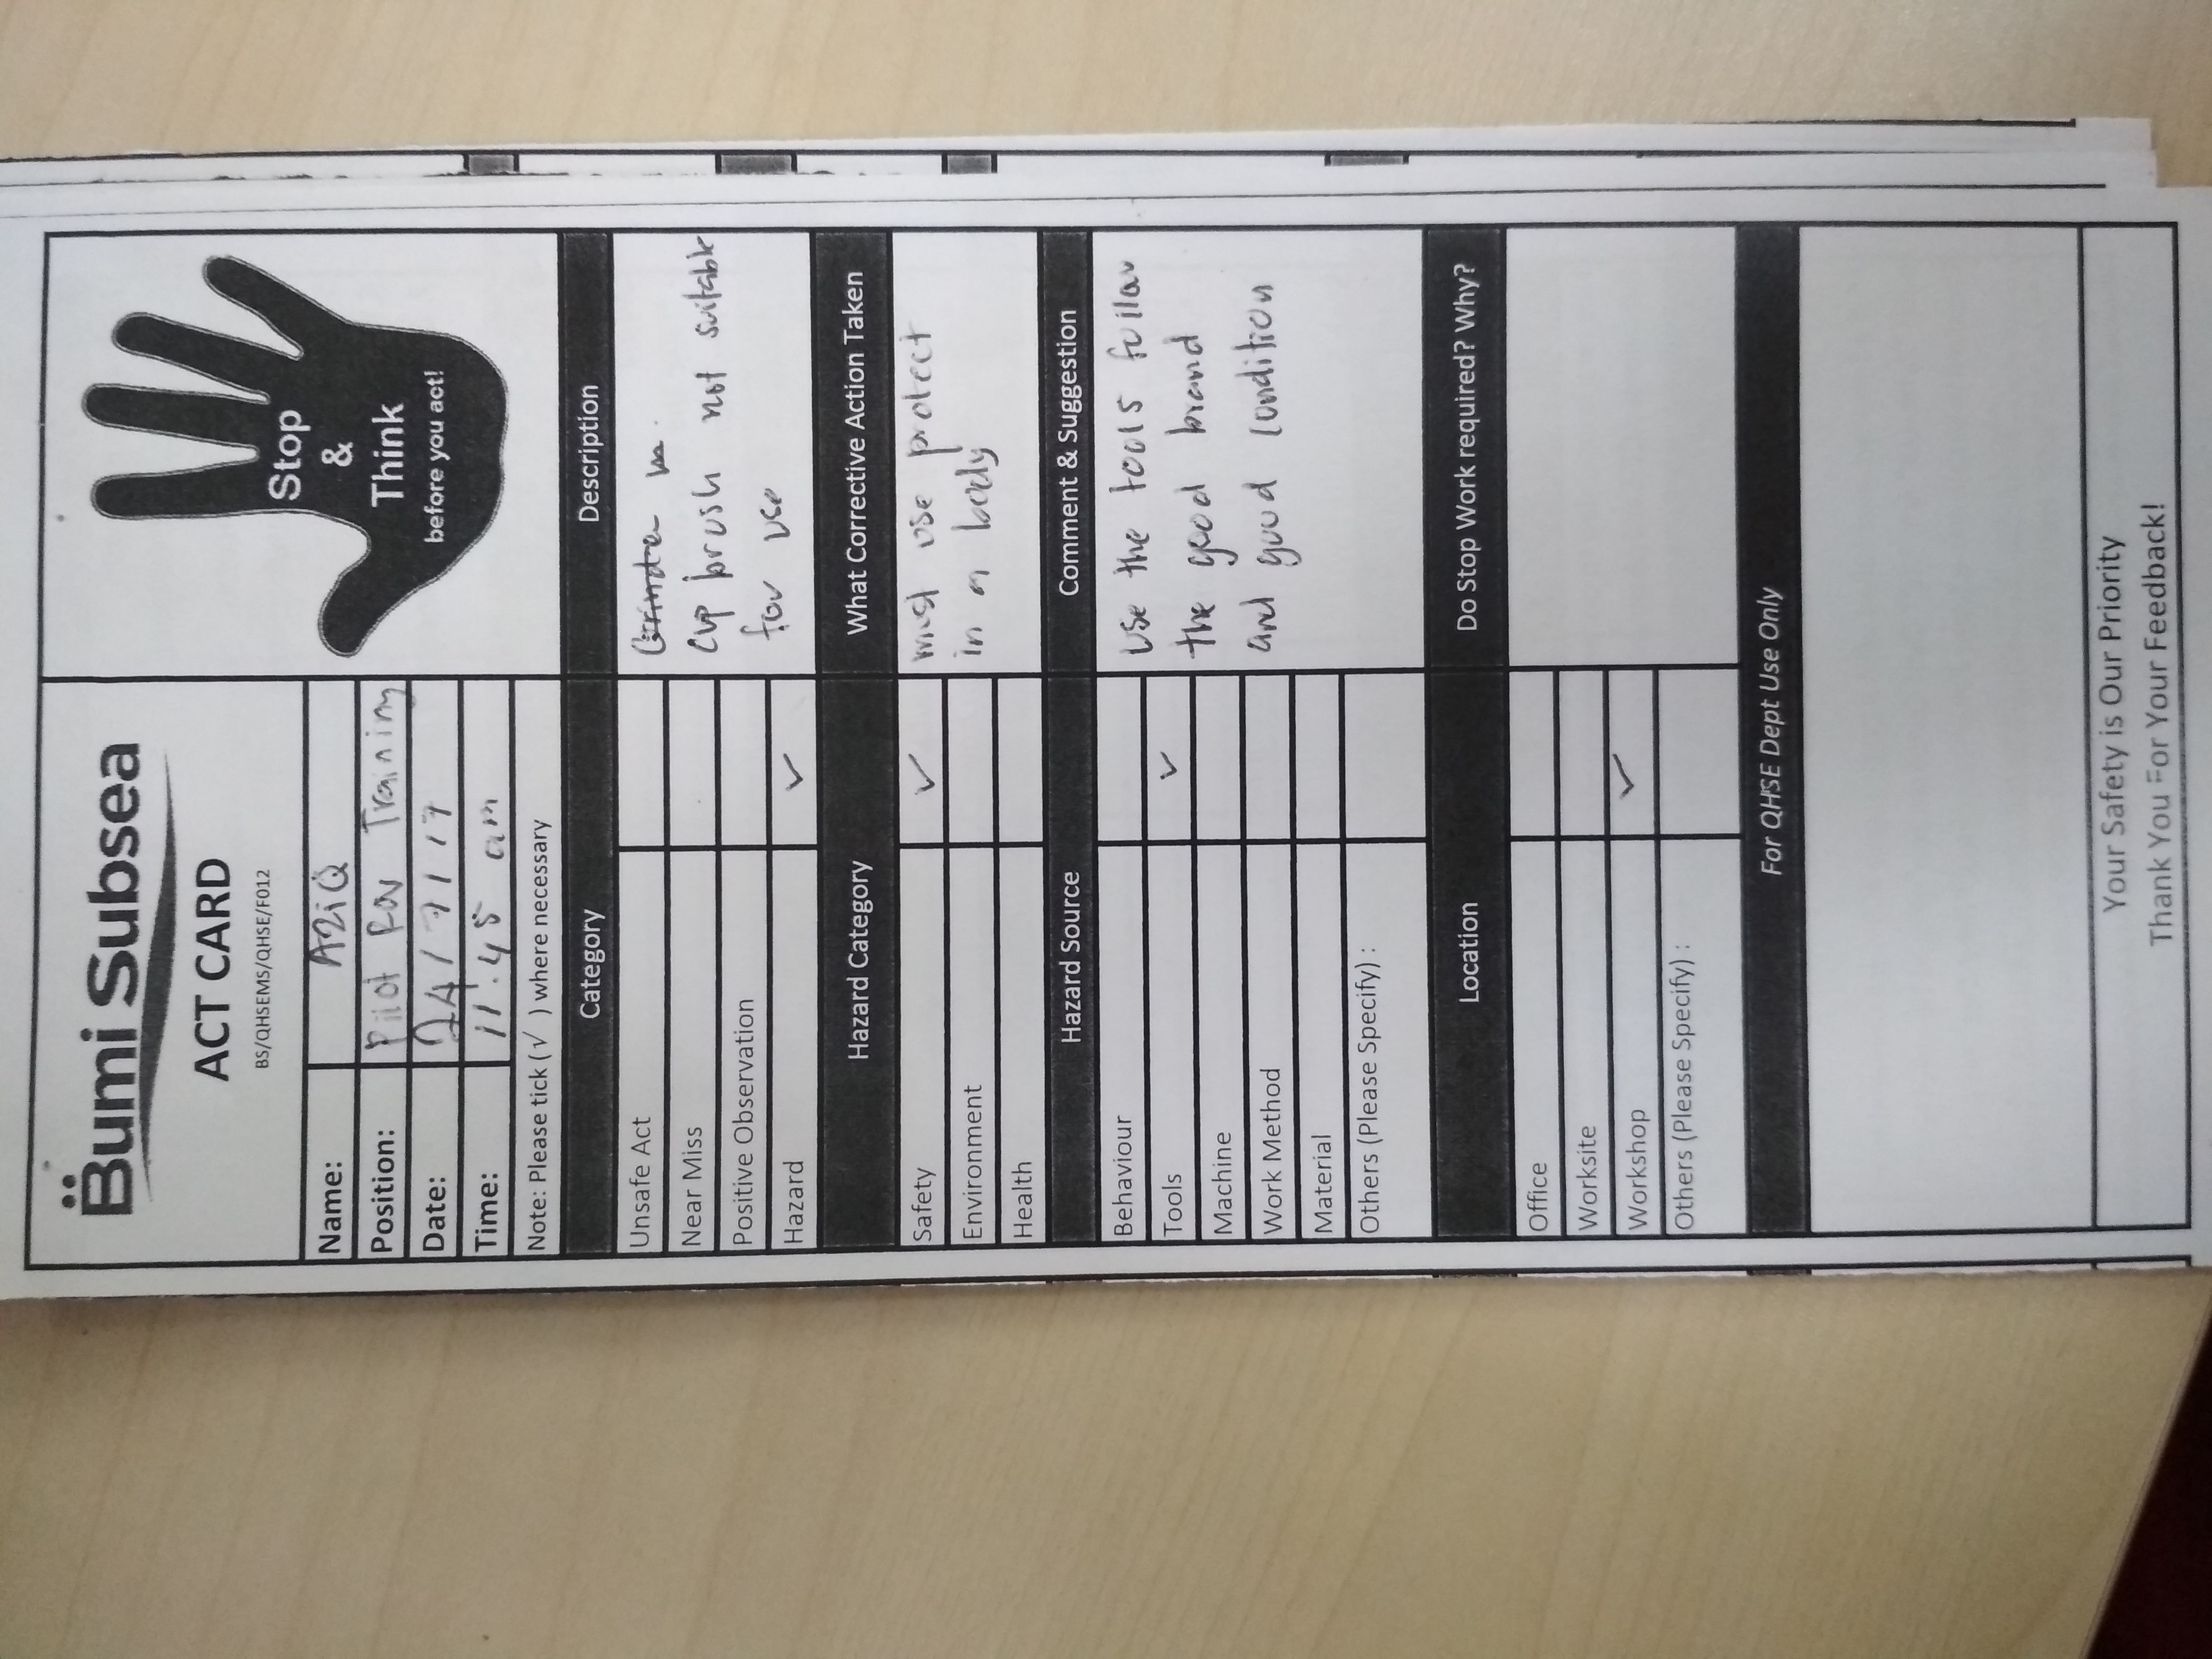 Bumi Subsea
ACT CARD
BS/QHSEMS/QHSE/F012
Stop
&
Think
before you act!
Name: AziQ
Position: Pilot Rov Training
Date: 24/7/17
Time: 11.45 am
Note: Please tick (√ ) where necessary
Category Description
Unsafe Act
Near Miss cup brush not suitable
Positive Observation for use
Hazard ✓
Hazard Category What Corrective Action Taken
Safety ✓ must use protect
Environment in a body
Health
Hazard Source Comment & Suggestion
Behaviour use the tools follow
Tools ✓ the good brand
Machine and good condition
Work Method
Material
Others (Please Specify) :
Location Do Stop Work required? Why?
Office
Worksite
Workshop ✓
Others (Please Specify) :
For QHSE Dept Use Only
Your Safety is Our Priority
Thank You For Your Feedback!